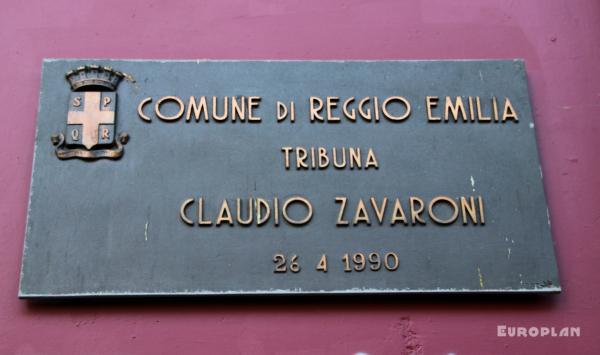 S P
Q R
COMUNE DI REGGIO EMILIA
TRIBUNA
CLAUDIO ZAVARONI
26 4 1990
EUROPLAN